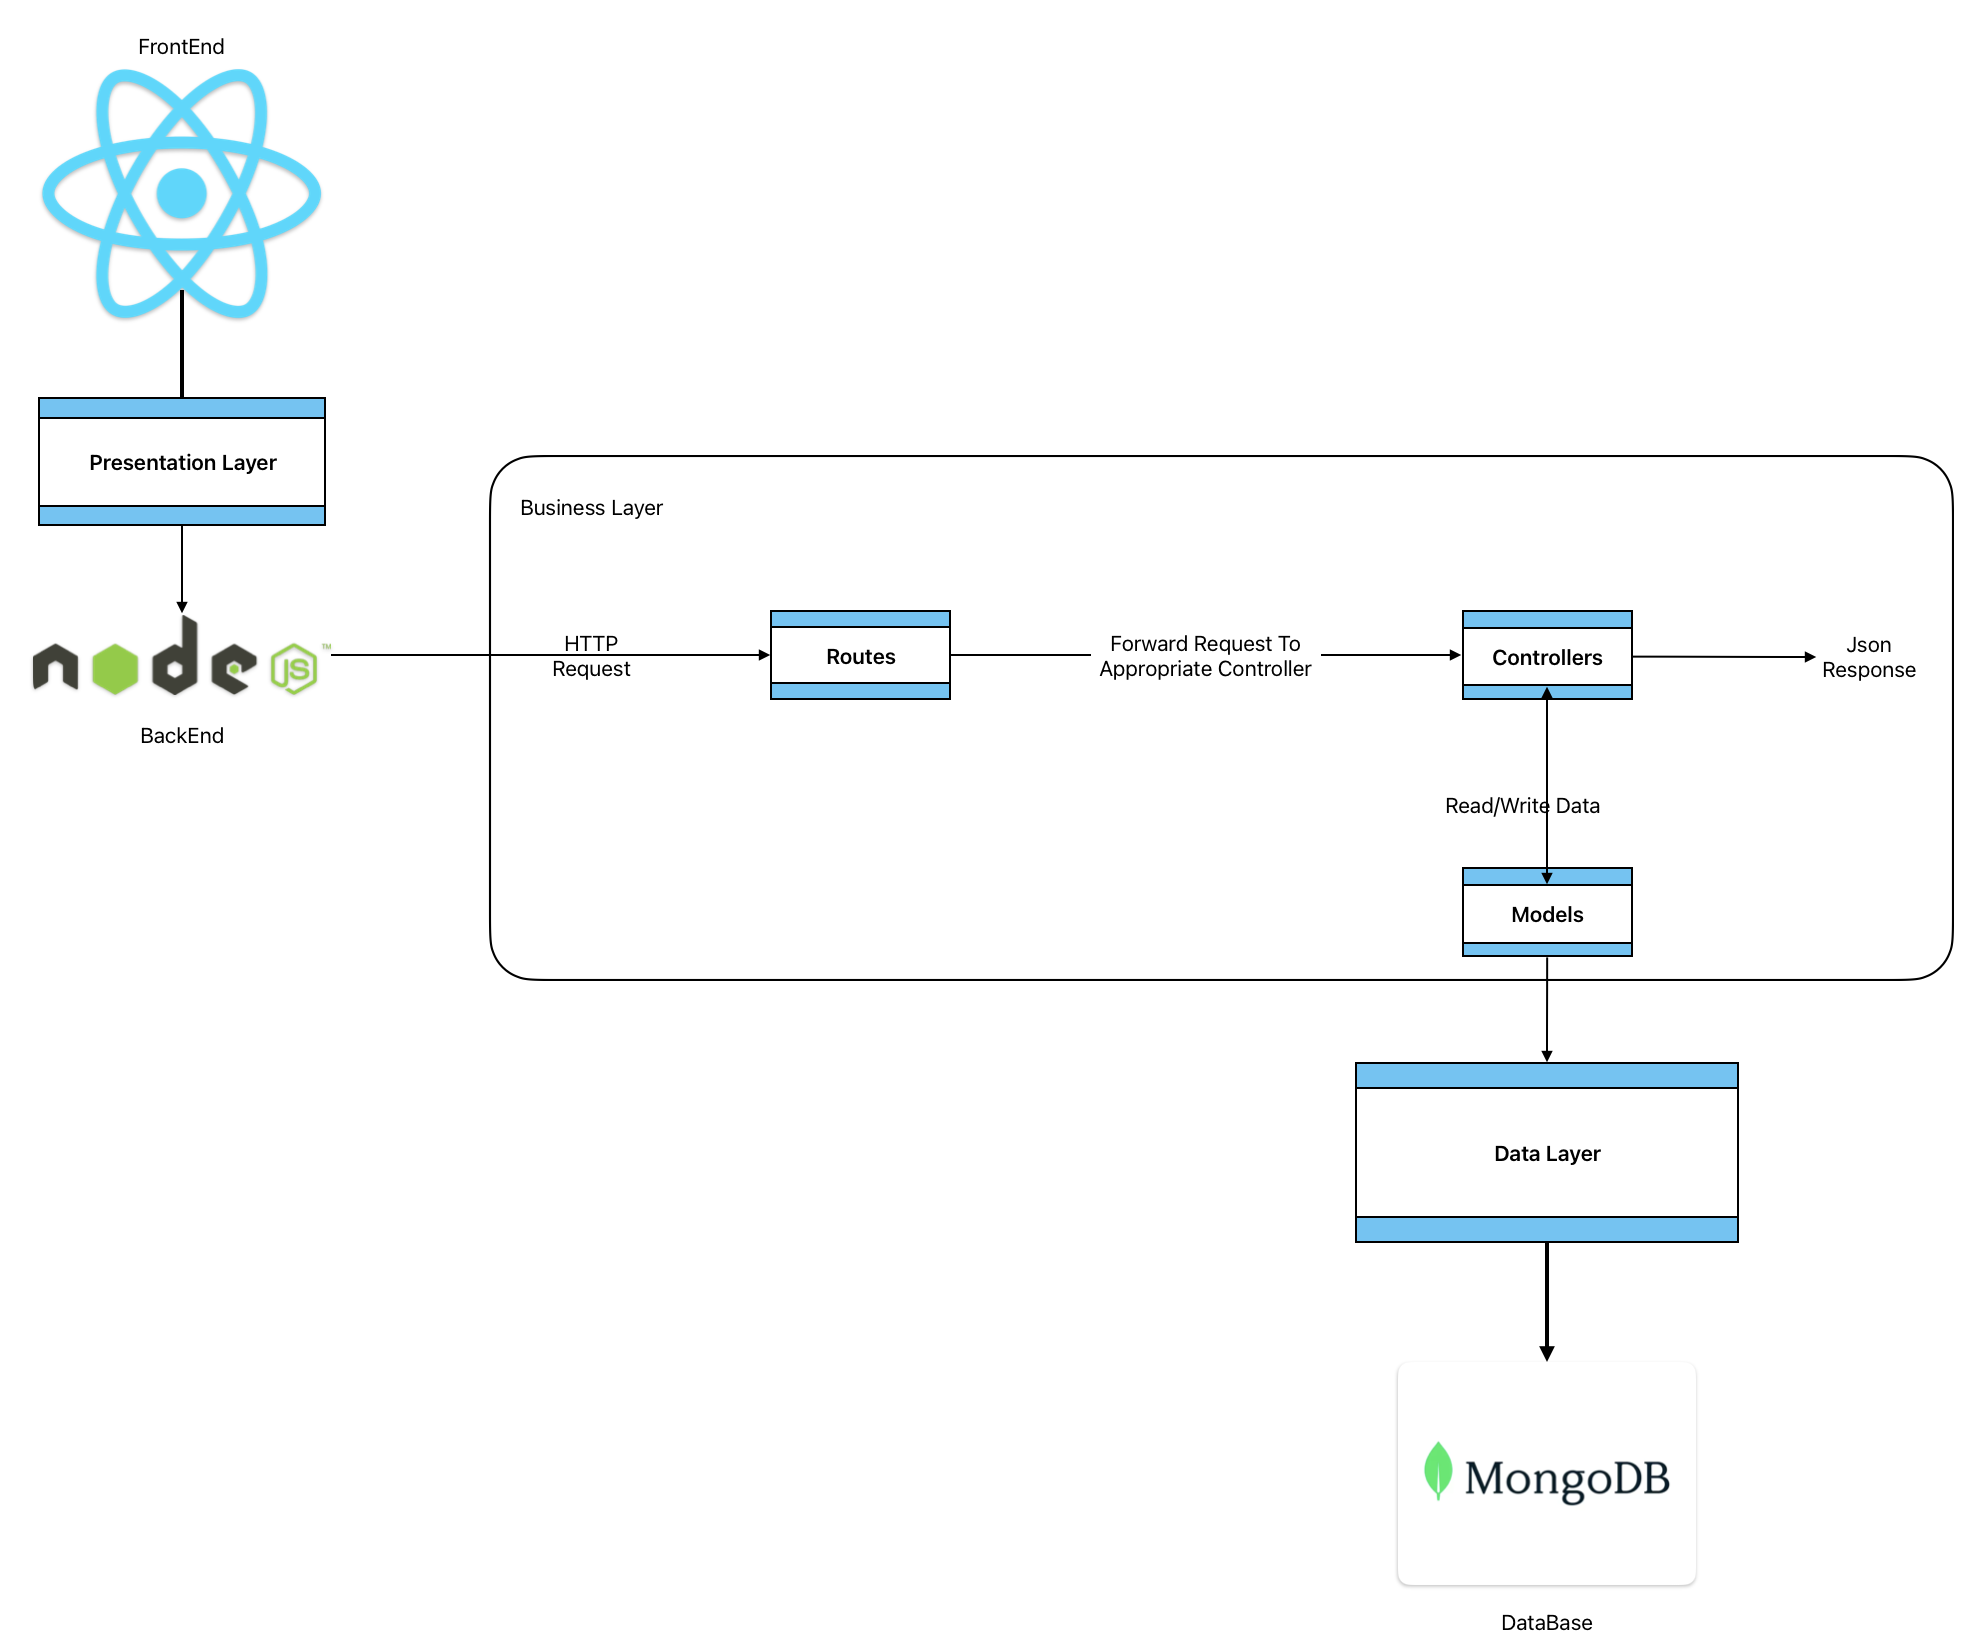 FrontEnd
Presentation Layer
node JS™
BackEnd
Business Layer
HTTP
Request
Routes
Forward Request To
Appropriate Controller
Controllers
Json
Response
Read/Write Data
Models
Data Layer
MongoDB
DataBase